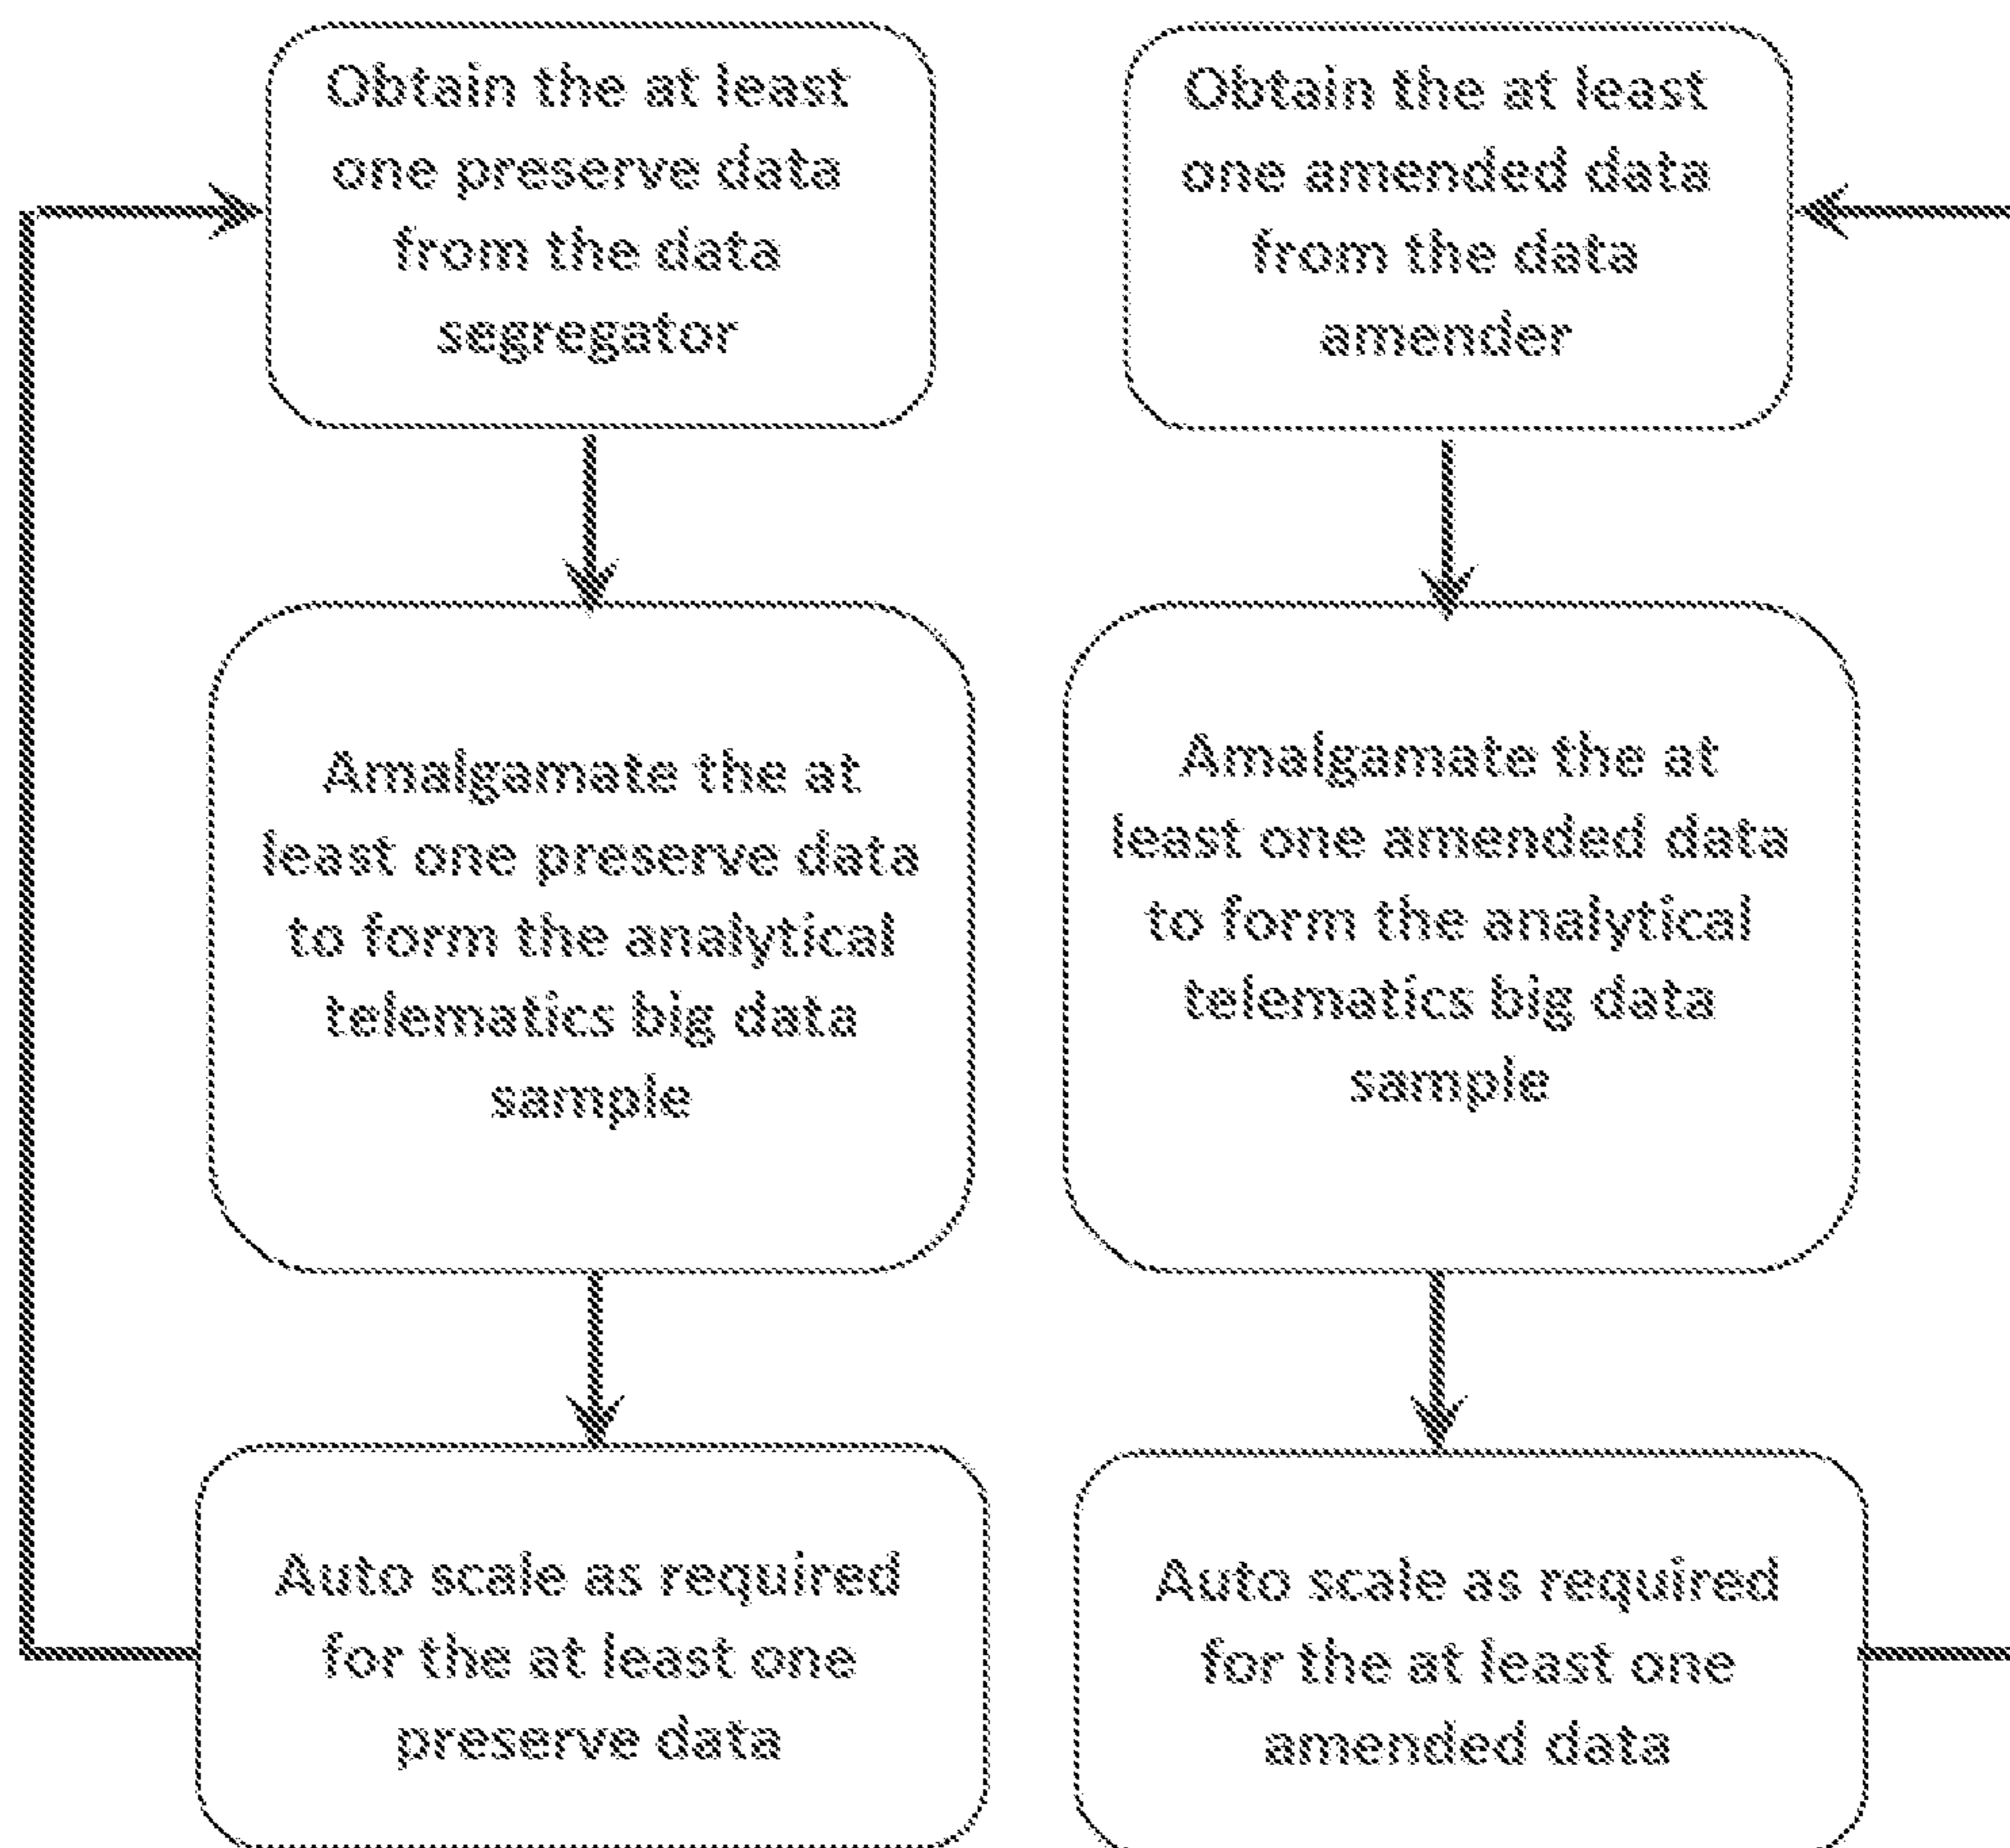 Obtain the at least
one preserve data
from the data
segregator
Amalgamate the at
least one preserve data
to form the analytical
telematics big data
sample
Auto scale as required
for the at least one
preserve data
Obtain the at least
one amended data
from the data
amender
Amalgamate the at
least one amended data
to form the analytical
telematics big data
sample
Auto scale as required
for the at least one
amended data